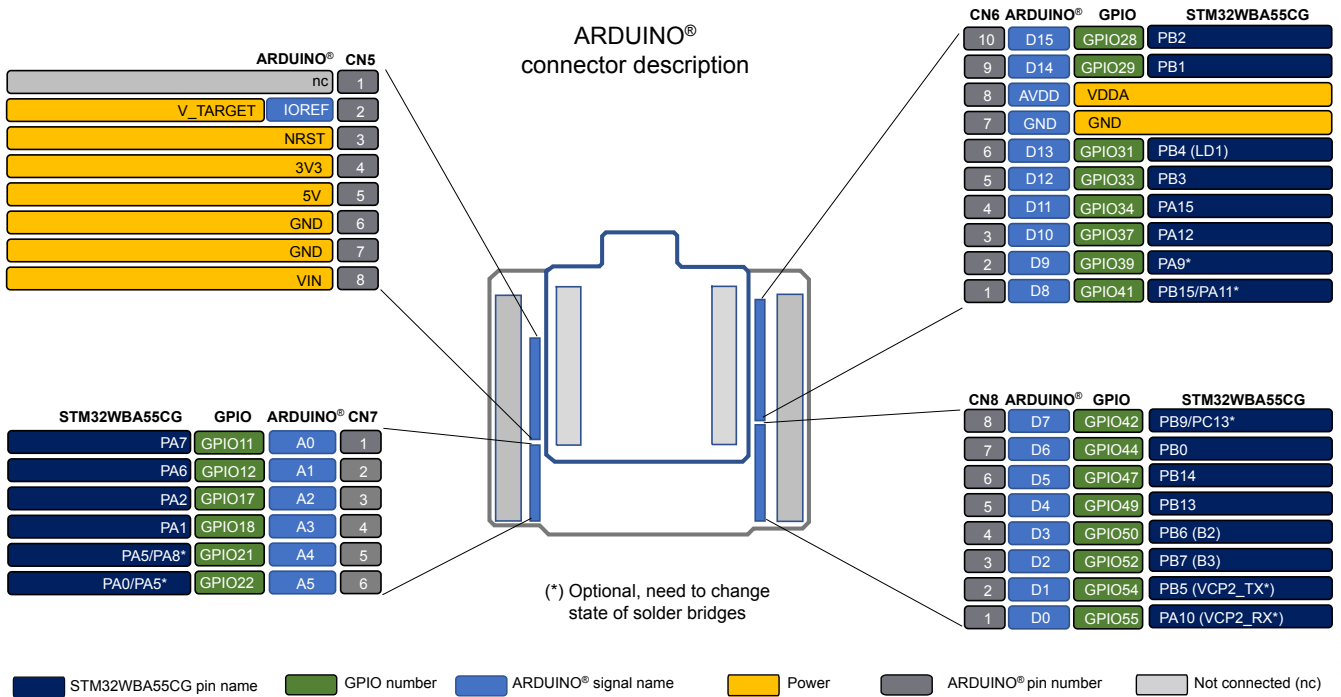 ARDUINO®
connector description
ARDUINO® CN5
nc 1
V_TARGET IOREF 2
NRST 3
3V3 4
5V 5
GND 6
GND 7
VIN 8
CN6 ARDUINO® GPIO STM32WBA55CG
10 D15 GPIO28 PB2
9 D14 GPIO29 PB1
8 AVDD VDDA
7 GND GND
6 D13 GPIO31 PB4 (LD1)
5 D12 GPIO33 PB3
4 D11 GPIO34 PA15
3 D10 GPIO37 PA12
2 D9 GPIO39 PA9*
1 D8 GPIO41 PB15/PA11*
STM32WBA55CG GPIO ARDUINO® CN7
PA7 GPIO11 A0 1
PA6 GPIO12 A1 2
PA2 GPIO17 A2 3
PA1 GPIO18 A3 4
PA5/PA8* GPIO21 A4 5
PA0/PA5* GPIO22 A5 6
CN8 ARDUINO® GPIO STM32WBA55CG
8 D7 GPIO42 PB9/PC13*
7 D6 GPIO44 PB0
6 D5 GPIO47 PB14
5 D4 GPIO49 PB13
4 D3 GPIO50 PB6 (B2)
3 D2 GPIO52 PB7 (B3)
2 D1 GPIO54 PB5 (VCP2_TX*)
1 D0 GPIO55 PA10 (VCP2_RX*)
(*) Optional, need to change
state of solder bridges
STM32WBA55CG pin name GPIO number ARDUINO® signal name Power ARDUINO® pin number Not connected (nc)